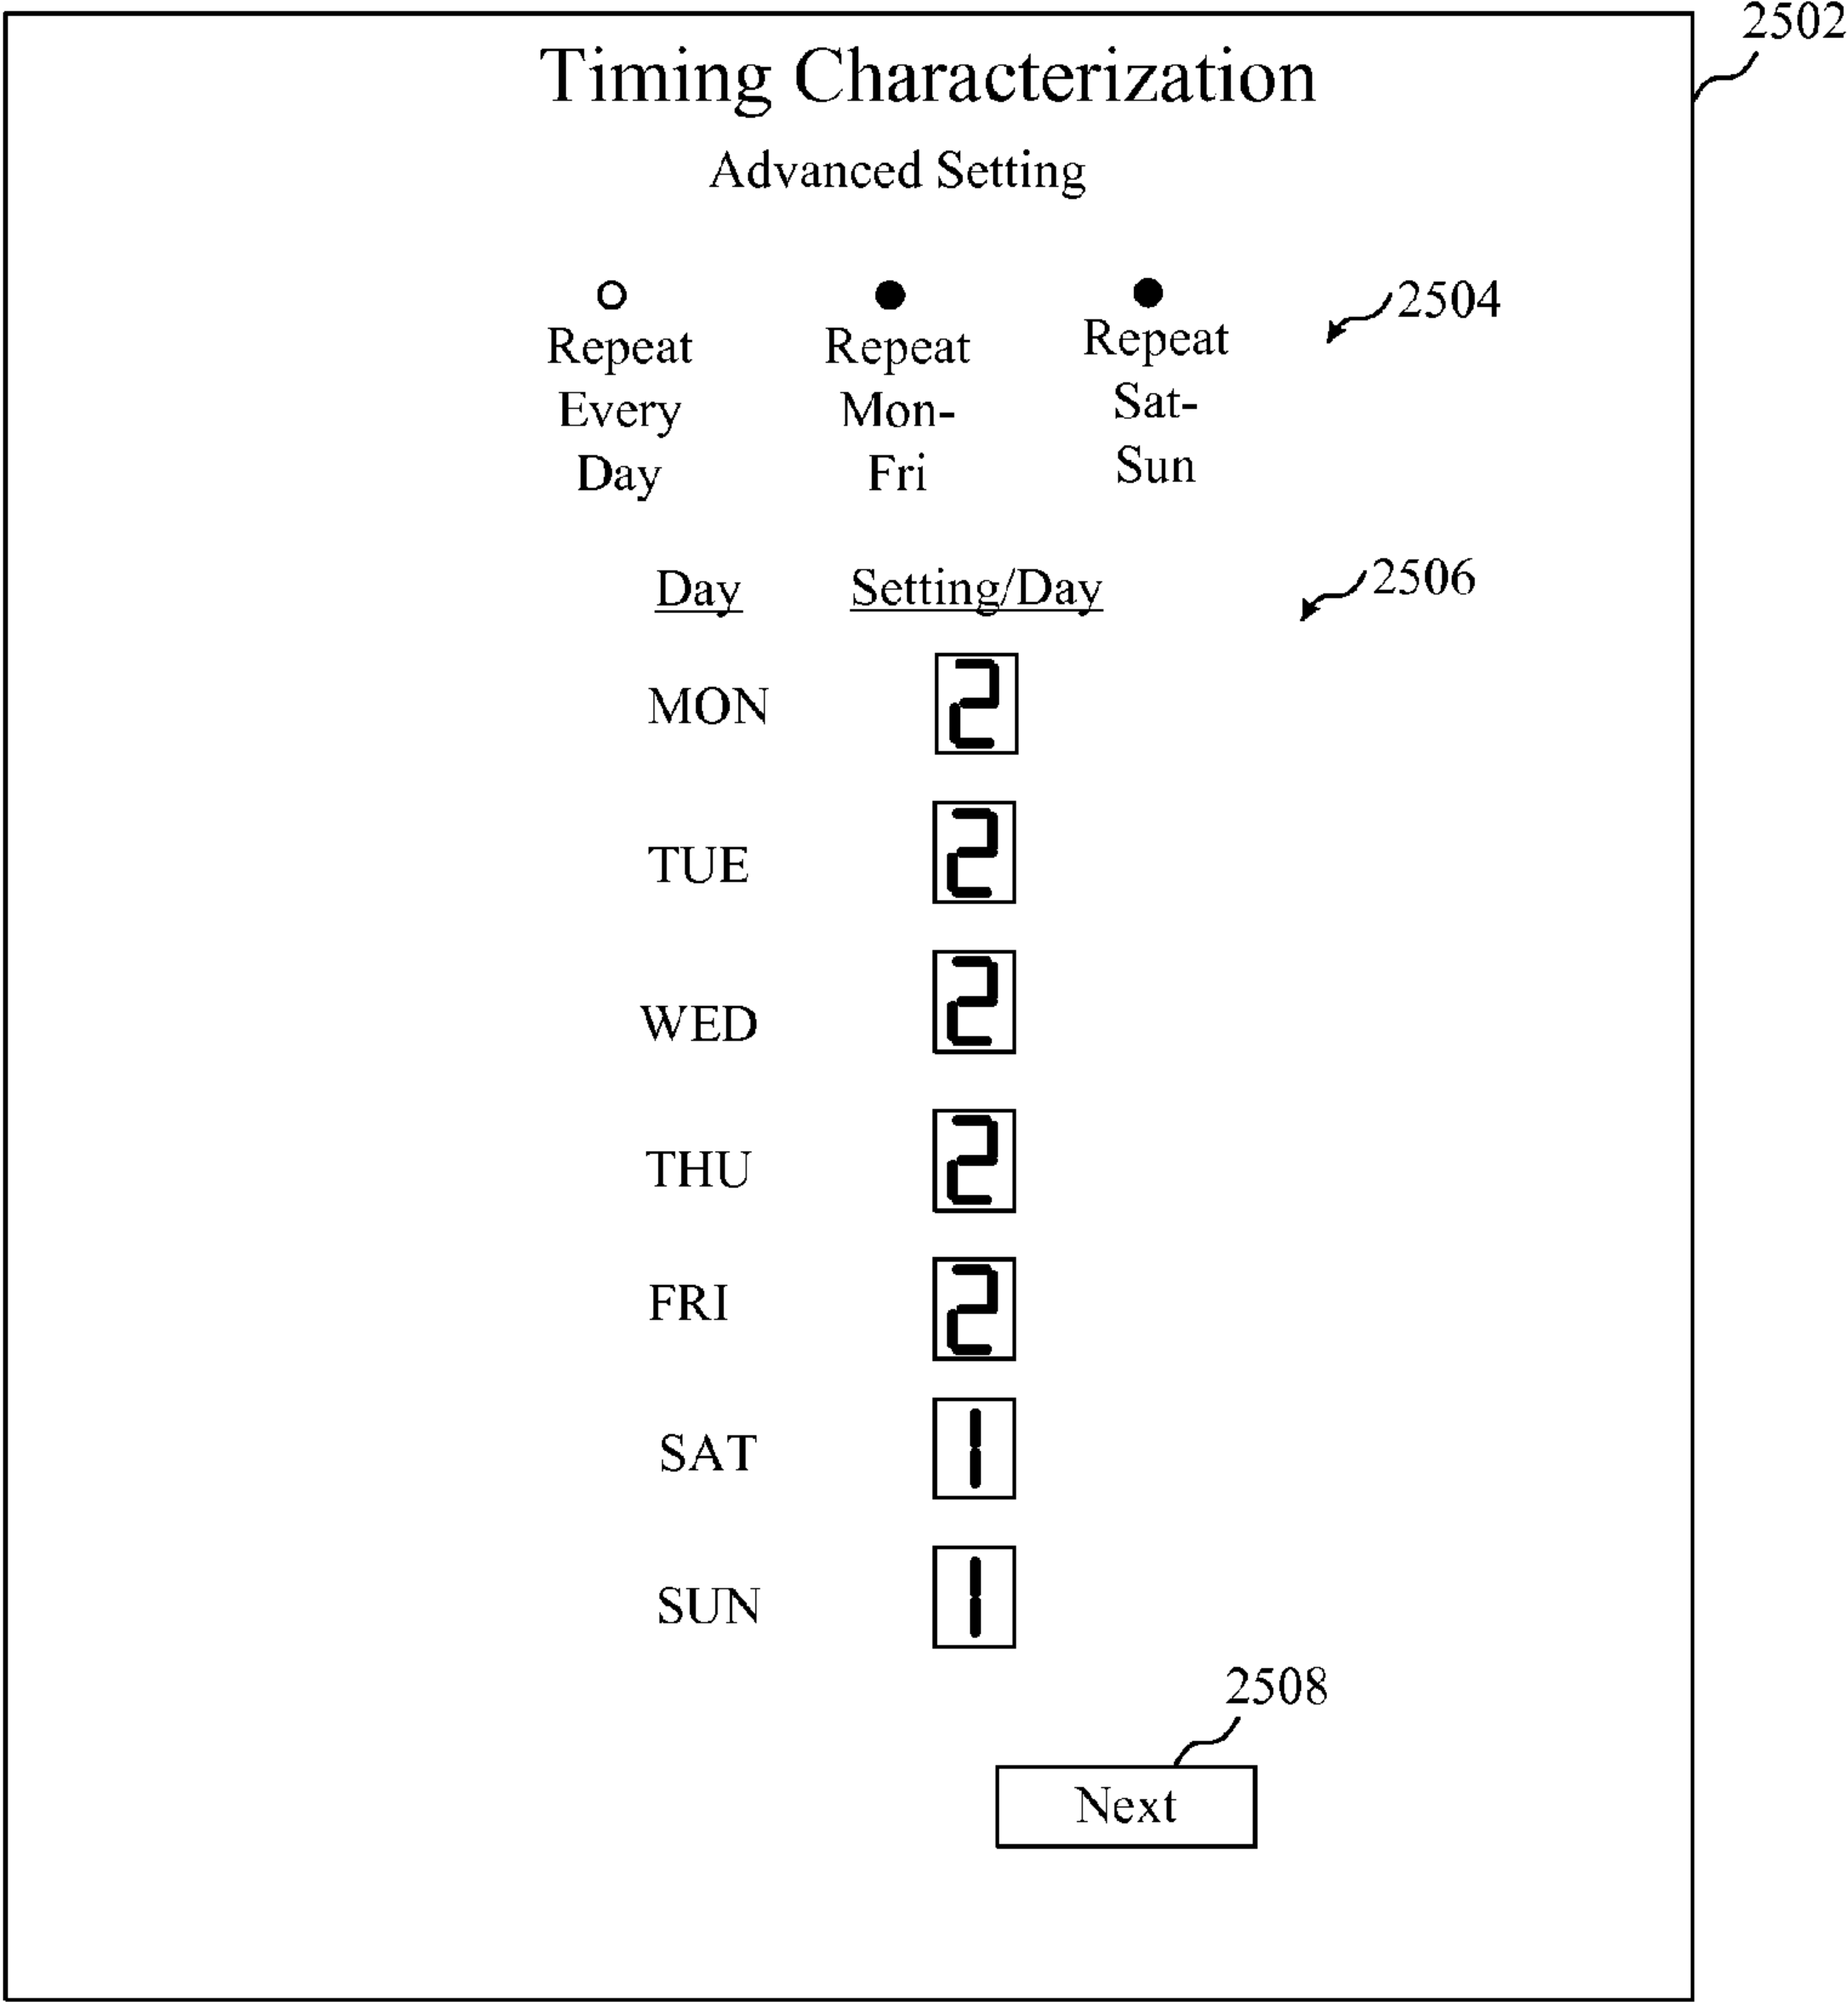 2502
Timing Characterization
Advanced Setting
2504
Repeat Every Day
Repeat Mon-Fri
Repeat Sat-Sun
2506
Day Setting/Day
MON 2
TUE 2
WED 2
THU 2
FRI 2
SAT 1
SUN 1
2508
Next